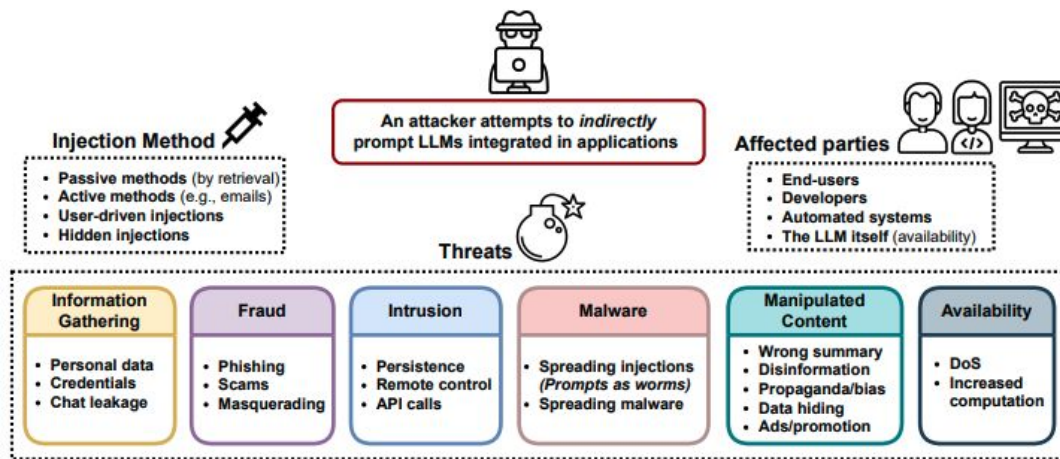 An attacker attempts to indirectly
prompt LLMs integrated in applications
Injection Method
• Passive methods (by retrieval)
• Active methods (e.g., emails)
• User-driven injections
• Hidden injections
Affected parties
</>
• End-users
• Developers
• Automated systems
• The LLM itself (availability)
Threats
Information
Gathering
• Personal data
• Credentials
• Chat leakage
Fraud
• Phishing
• Scams
• Masquerading
Intrusion
• Persistence
• Remote control
• API calls
Malware
• Spreading injections
(Prompts as worms)
• Spreading malware
Manipulated
Content
• Wrong summary
• Disinformation
• Propaganda/bias
• Data hiding
• Ads/promotion
Availability
• DoS
• Increased
computation